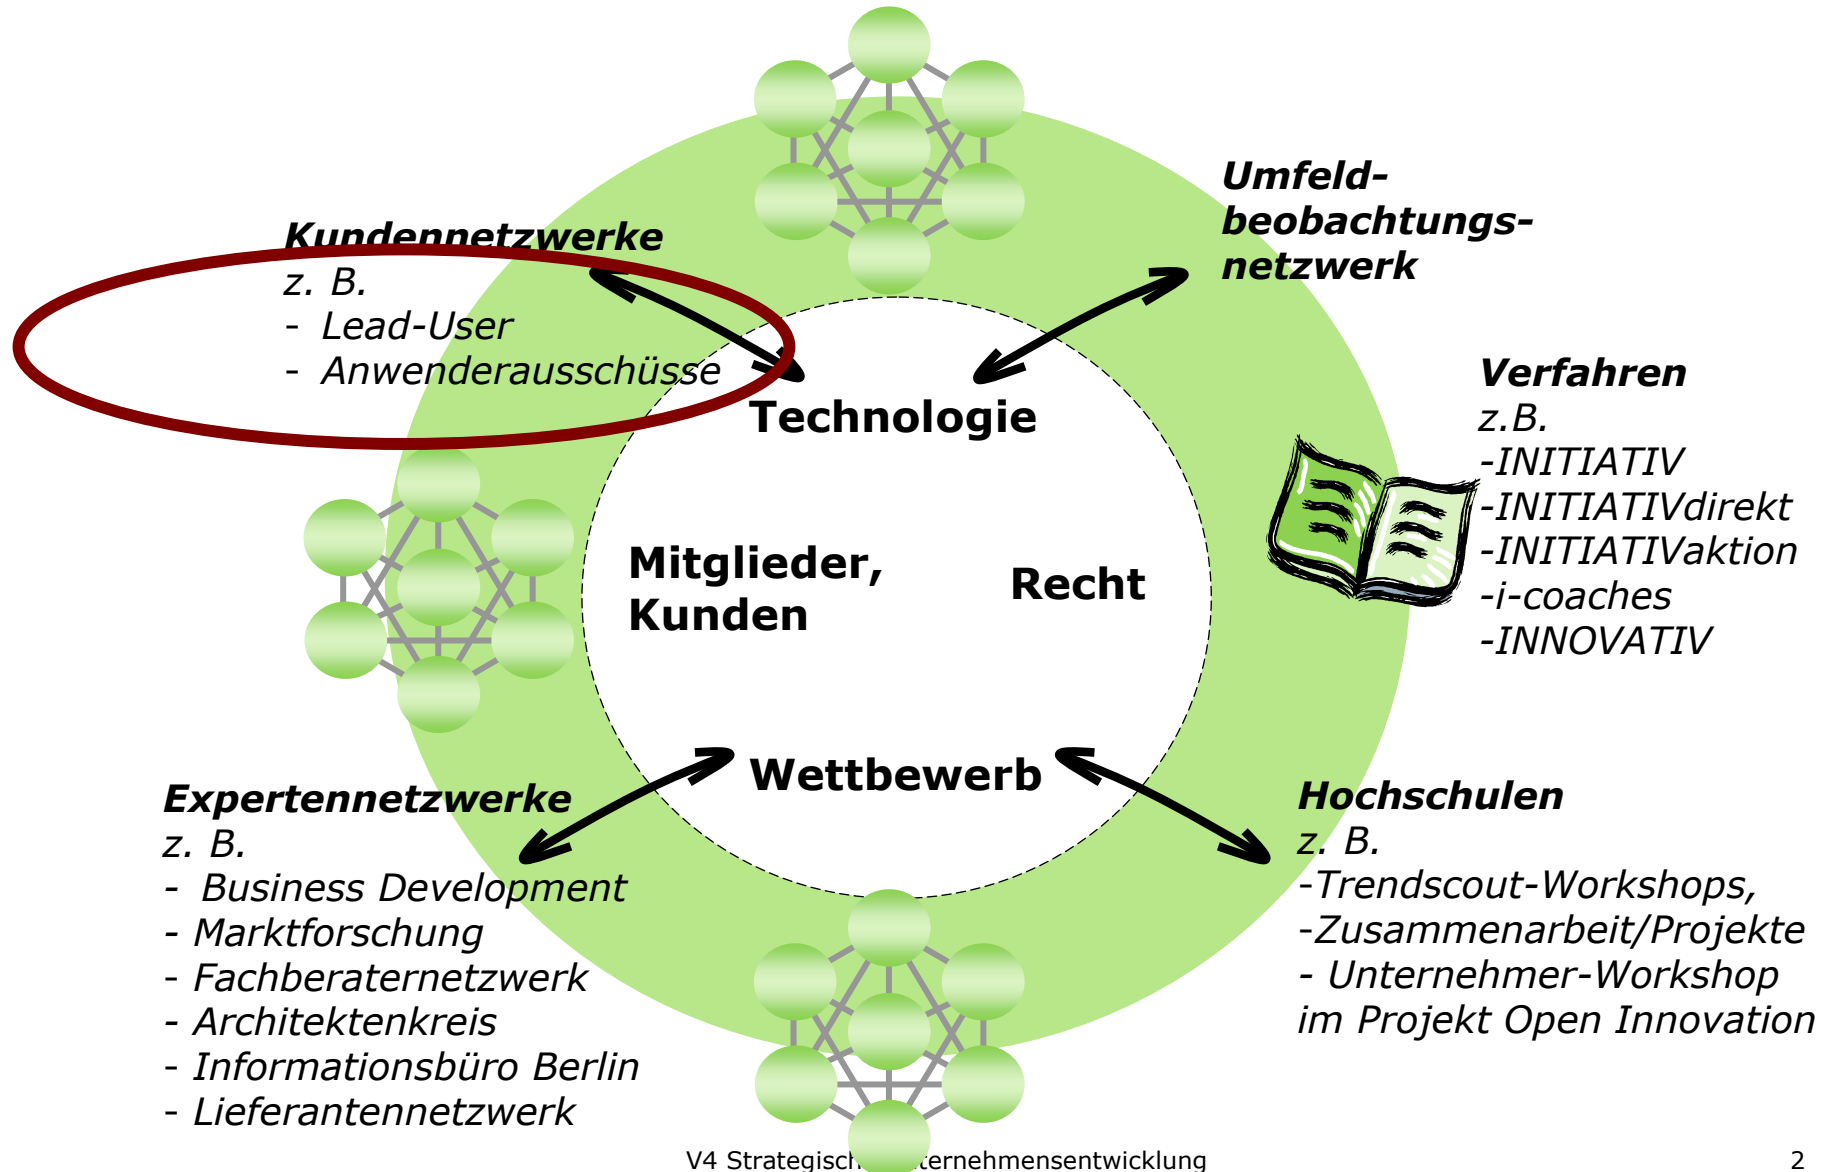 Kundennetzwerke
z. B.
- Lead-User
- Anwenderausschüsse
Umfeld-
beobachtungs-
netzwerk
Technologie
Mitglieder,
Kunden
Recht
Wettbewerb
Verfahren
z.B.
-INITIATIV
-INITIATIVdirekt
-INITIATIVaktion
-i-coaches
-INNOVATIV
Expertennetzwerke
z. B.
- Business Development
- Marktforschung
- Fachberaternetzwerk
- Architektenkreis
- Informationsbüro Berlin
- Lieferantennetzwerk
Hochschulen
z. B.
-Trendscout-Workshops,
-Zusammenarbeit/Projekte
- Unternehmer-Workshop
im Projekt Open Innovation
V4
2